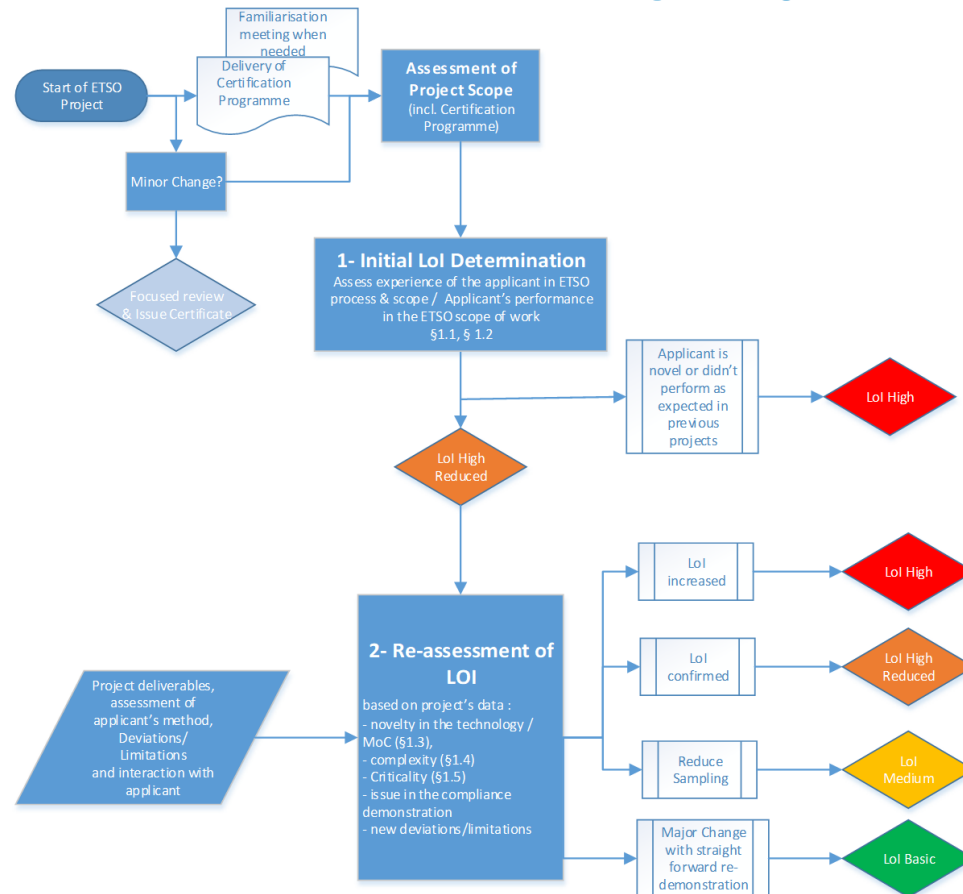 Familiarisation
meeting when
needed
Delivery of
Certification
Programme
Start of ETSO
Project
Assessment of
Project Scope
(incl. Certification
Programme)
Minor Change?
Focused review
& Issue Certificate
1- Initial LoI Determination
Assess experience of the applicant in ETSO
process & scope / Applicant's performance
in the ETSO scope of work
§1.1, § 1.2
Applicant is
novel or didn't
perform as
expected in
previous
projects
LoI High
LoI High
Reduced
2- Re-assessment of
LOI
based on project's data :
- novelty in the technology /
MoC (§1.3),
- complexity (§1.4)
- Criticality (§1.5)
- issue in the compliance
demonstration
- new deviations/limitations
Project deliverables,
assessment of
applicant's method,
Deviations/
Limitations
and interaction with
applicant
LoI
increased
LoI High
LoI
confirmed
LoI High
Reduced
Reduce
Sampling
LoI
Medium
Major Change
with straight
forward re-
demonstration
LoI Basic